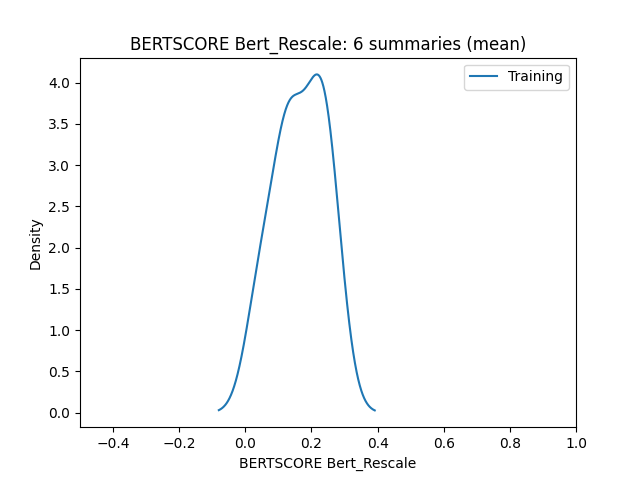 BERTSCORE Bert_Rescale: 6 summaries (mean)
Training
Density
4.0
3.5
3.0
2.5
2.0
1.5
1.0
0.5
0.0
−0.4 −0.2 0.0 0.2 0.4 0.6 0.8 1.0
BERTSCORE Bert_Rescale